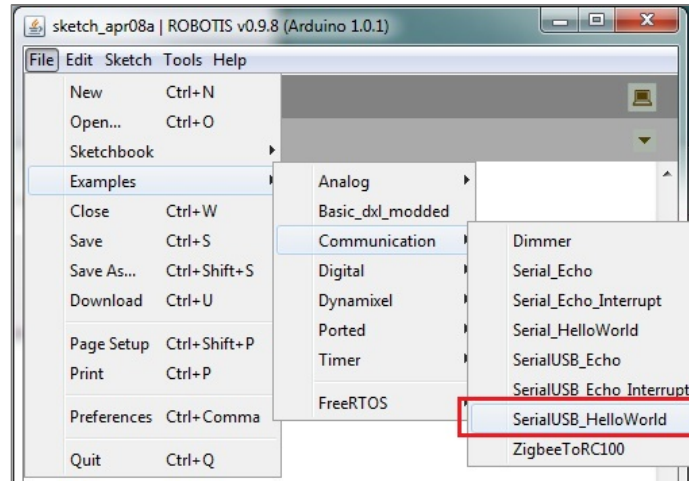 sketch_apr08a | ROBOTIS v0.9.8 (Arduino 1.0.1)
File Edit Sketch Tools Help
New Ctrl+N
Open... Ctrl+O
Sketchbook
Examples
Close Ctrl+W
Save Ctrl+S
Save As... Ctrl+Shift+S
Download Ctrl+U
Page Setup Ctrl+Shift+P
Print Ctrl+P
Preferences Ctrl+Comma
Quit Ctrl+Q
Analog
Basic_dxl_modded
Communication
Digital
Dynamixel
Ported
Timer
FreeRTOS
Dimmer
Serial_Echo
Serial_Echo_Interrupt
Serial_HelloWorld
SerialUSB_Echo
SerialUSB_Echo_Interrupt
SerialUSB_HelloWorld
ZigbeeToRC100